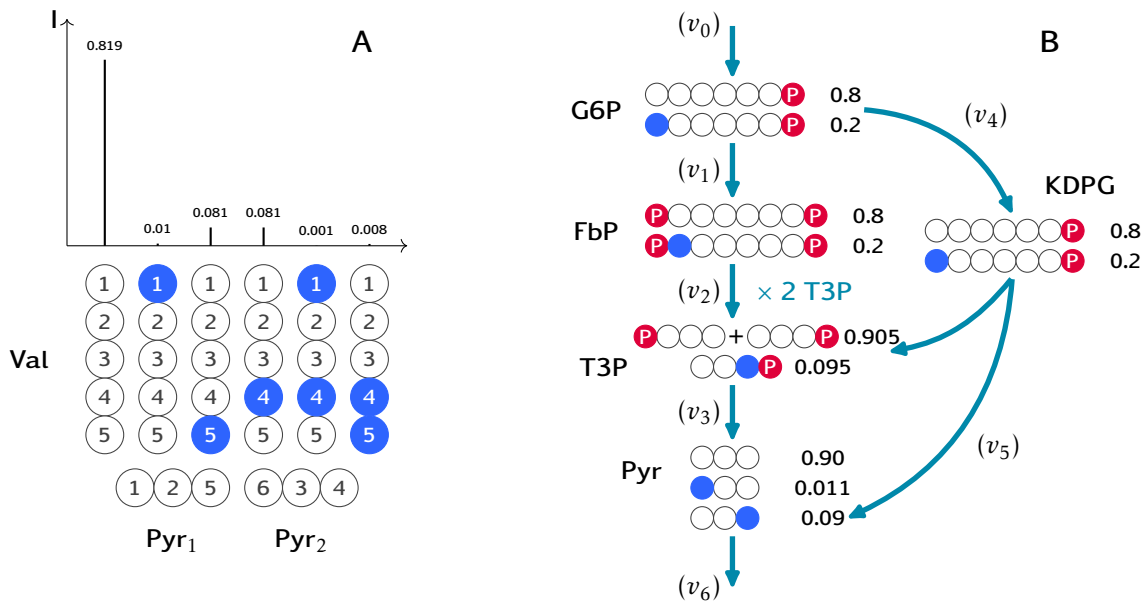 I
A
0.819
0.01
0.081
0.081
0.001
0.008
1 1 1 1 1 1
2 2 2 2 2 2
Val
3 3 3 3 3 3
4 4 4 4 4 4
5 5 5 5 5 5
1 2 5 6 3 4
Pyr1 Pyr2
(v0)
B
G6P
P 0.8
P 0.2
(v4)
(v1)
KDPG
FbP
P P 0.8
P P 0.2
P 0.8
P 0.2
(v2)
× 2 T3P
P + P 0.905
T3P
P 0.095
(v3)
Pyr
0.90
0.011
0.09
(v5)
(v6)